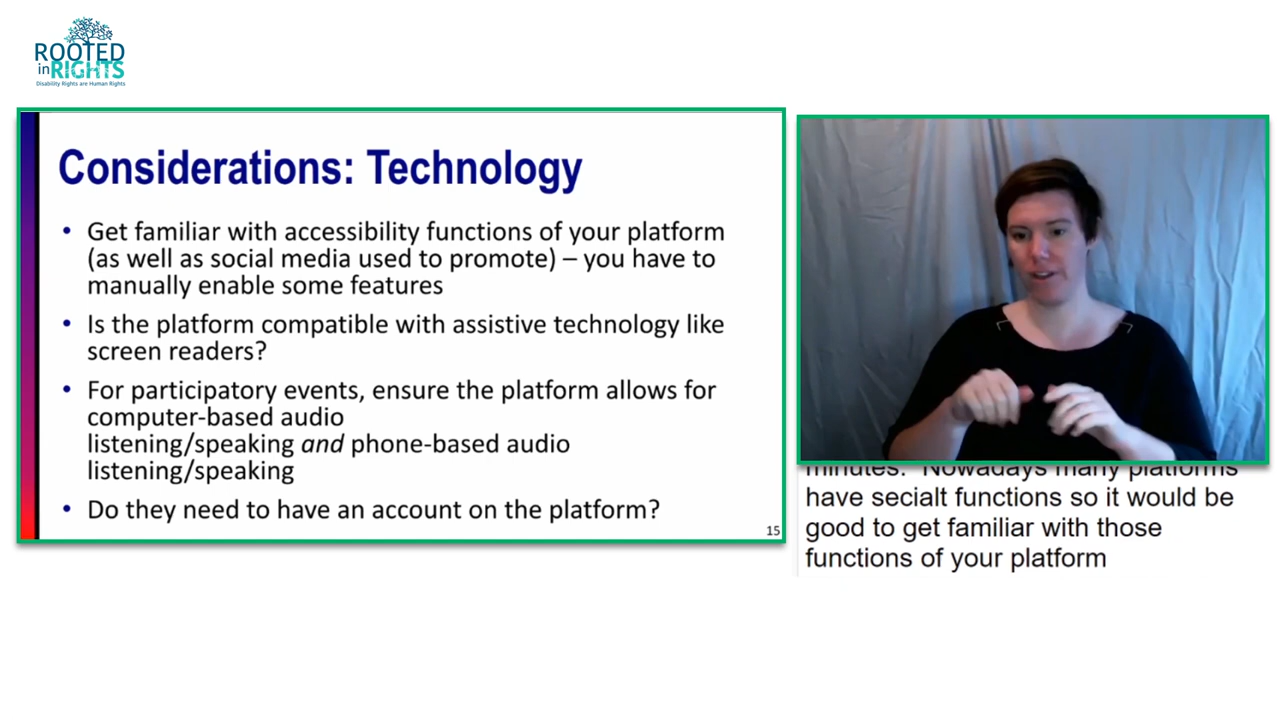 ROOTED
in RIGHTS
Disability Rights are Human Rights
Considerations: Technology
• Get familiar with accessibility functions of your platform
(as well as social media used to promote) – you have to
manually enable some features
• Is the platform compatible with assistive technology like
screen readers?
• For participatory events, ensure the platform allows for
computer-based audio
listening/speaking and phone-based audio
listening/speaking
• Do they need to have an account on the platform?
15
minutes. Nowadays many platforms
have secialt functions so it would be
good to get familiar with those
functions of your platform